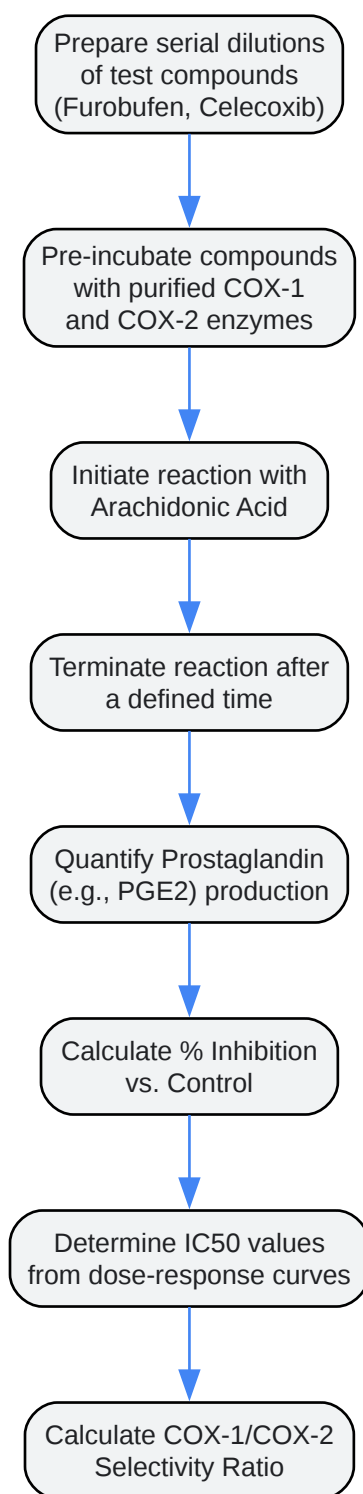 Prepare serial dilutions
of test compounds
(Furobufen, Celecoxib)
Pre-incubate compounds
with purified COX-1
and COX-2 enzymes
Initiate reaction with
Arachidonic Acid
Terminate reaction after
a defined time
Quantify Prostaglandin
(e.g., PGE2) production
Calculate % Inhibition
vs. Control
Determine IC50 values
from dose-response curves
Calculate COX-1/COX-2
Selectivity Ratio